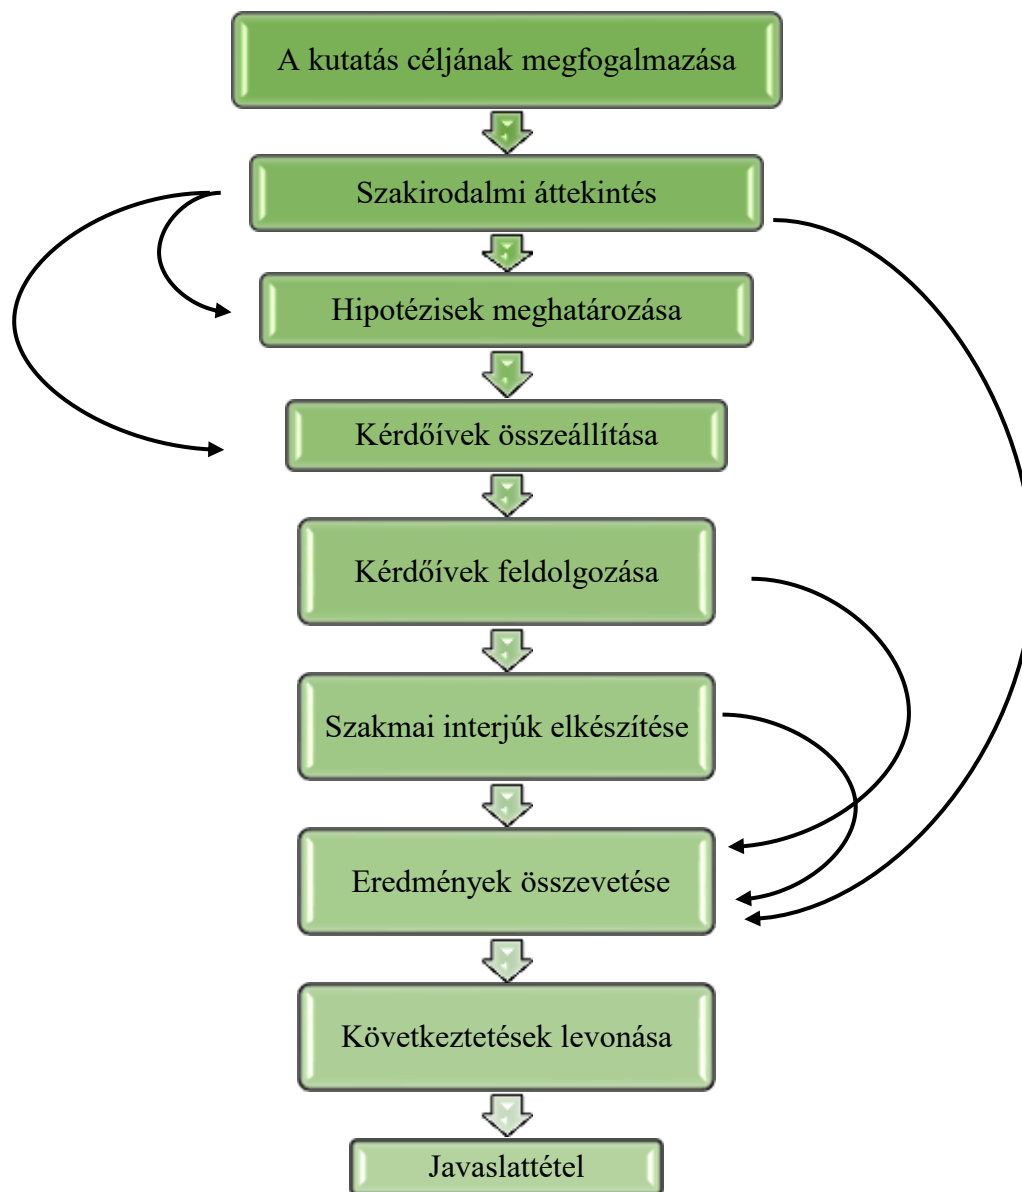 A kutatás céljának megfogalmazása
Szakirodalmi áttekintés
Hipotézisek meghatározása
Kérdőívek összeállítása
Kérdőívek feldolgozása
Szakmai interjúk elkészítése
Eredmények összevetése
Következtetések levonása
Javaslattétel